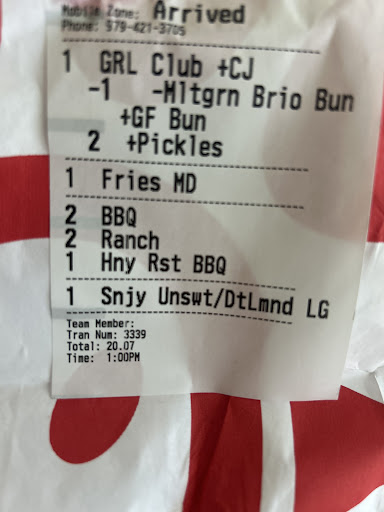 Mobile Zone: Arrived
Phone: 979-421-3705
1 GRL Club +CJ
-1 -Mltgrn Brio Bun
+GF Bun
2 +Pickles
1 Fries MD
2 BBQ
2 Ranch
1 Hny Rst BBQ
1 Snjy Unswt/DtLmnd LG
Team Member:
Tran Num: 3339
Total: 20.07
Time: 1:00PM